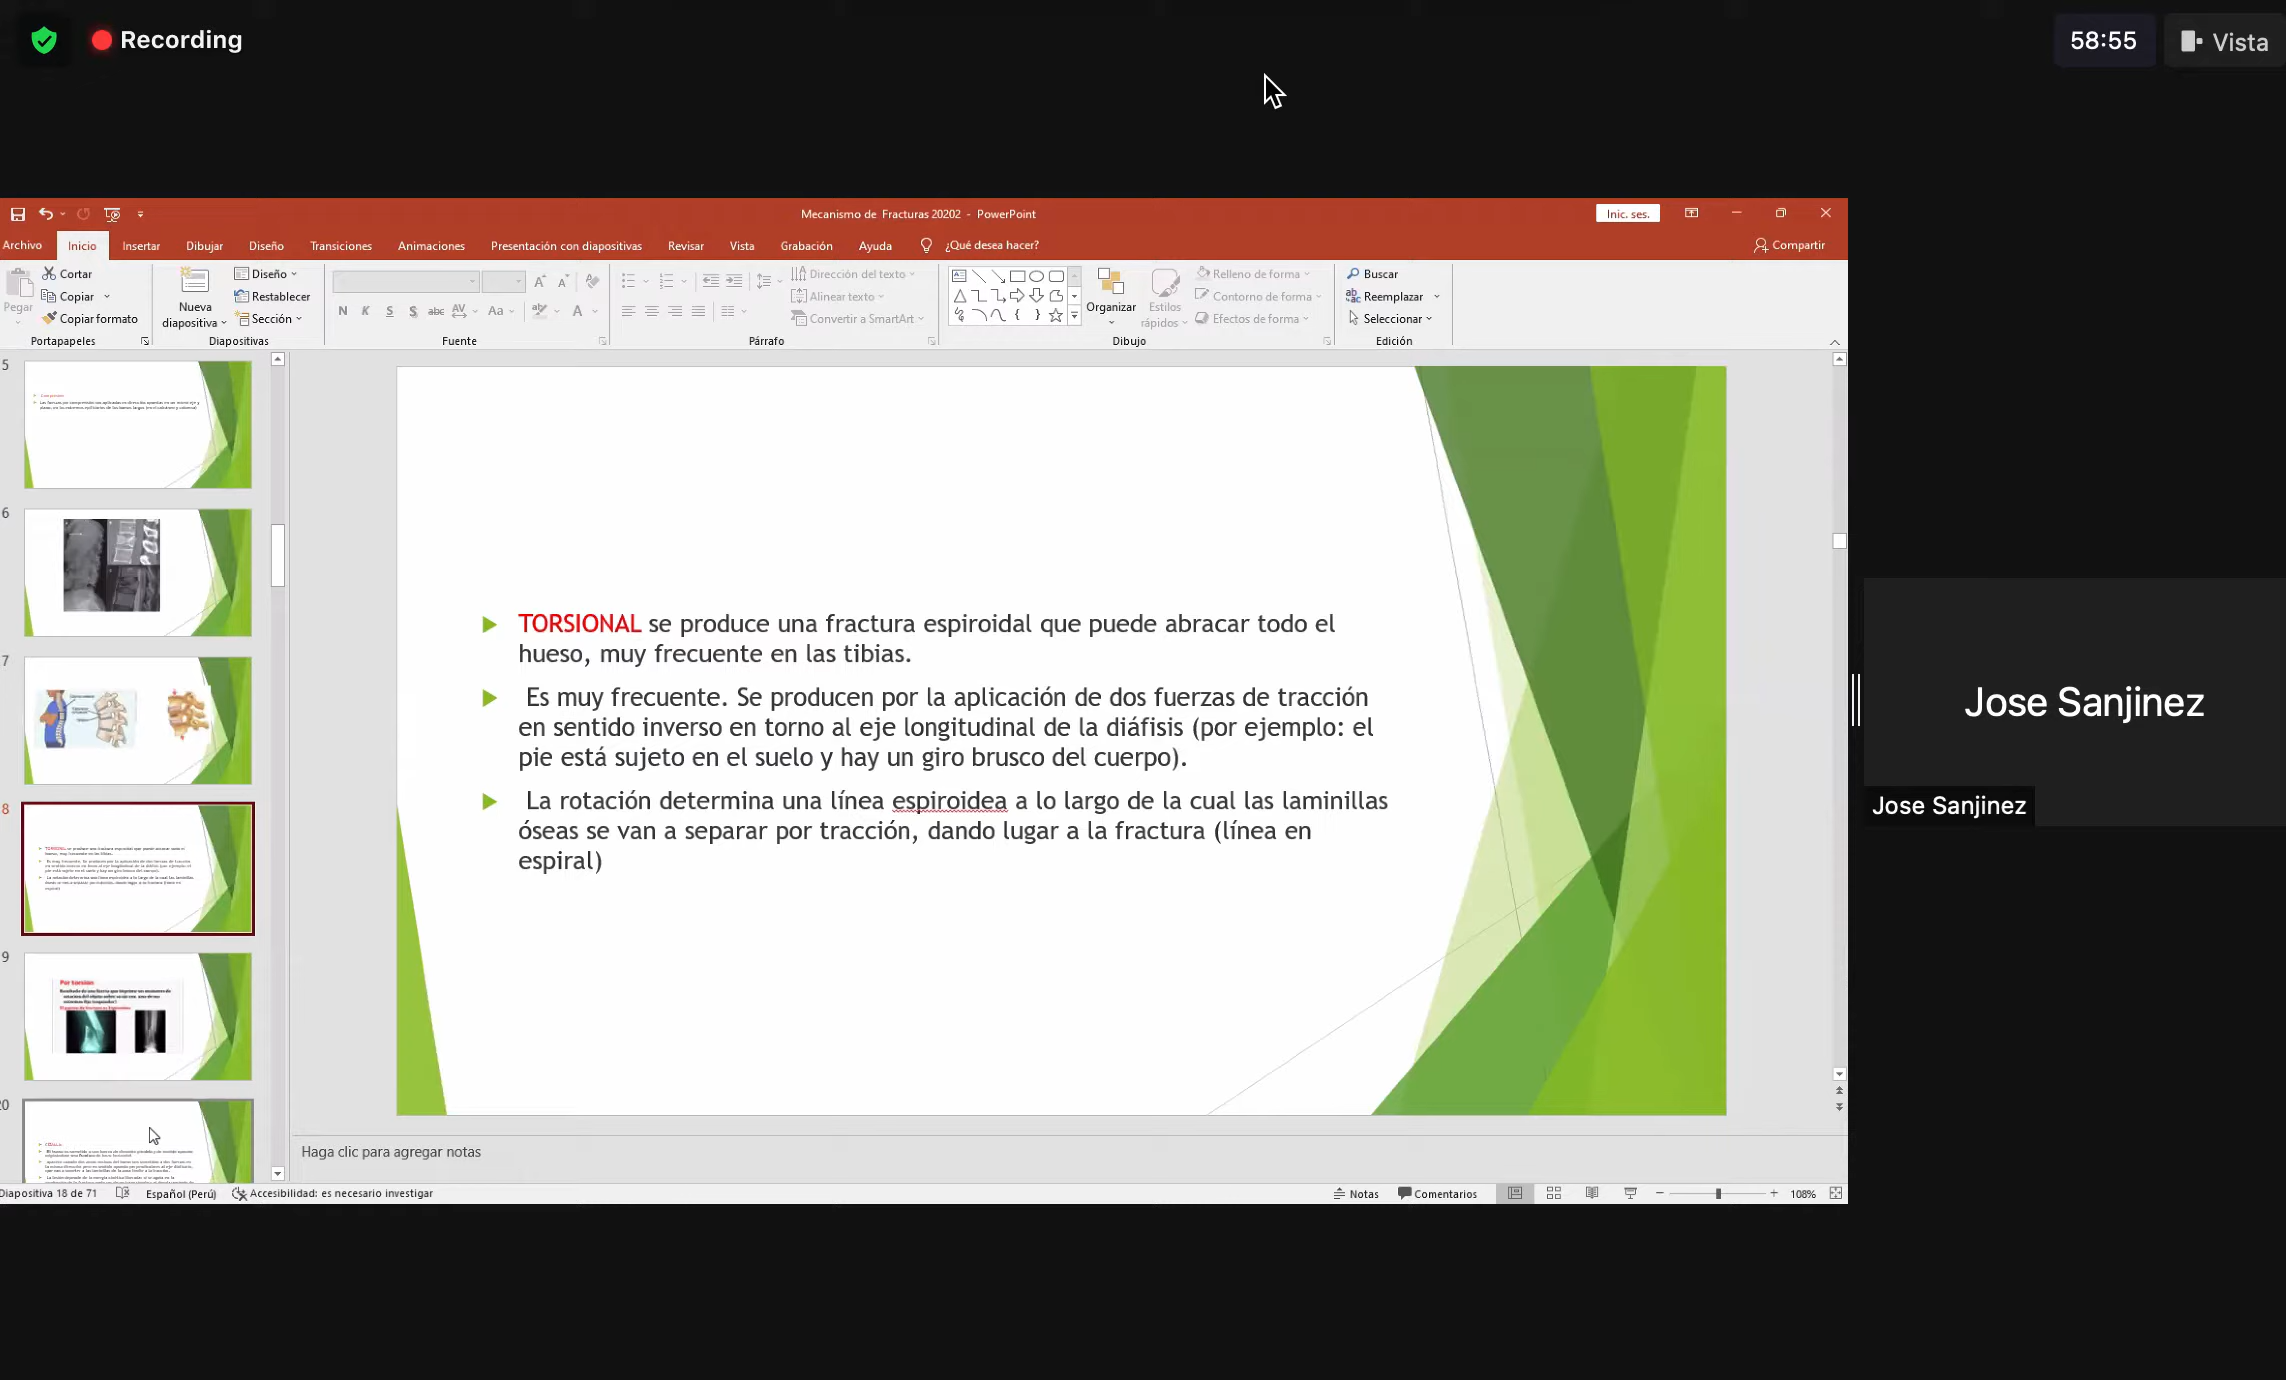 Recording
58:55
Vista
Mecanismo de Fracturas 20202 - PowerPoint
Inic. ses.
Archivo Inicio Insertar Dibujar Diseño Transiciones Animaciones Presentación con diapositivas Revisar Vista Grabación Ayuda ¿Qué desea hacer? Compartir
Pegar
Cortar
Copiar
Copiar formato
Portapapeles
Nueva
diapositiva
Diseño
Restablecer
Sección
Diapositivas
N K S S abc AV Aa A
Fuente
Dirección del texto
Alinear texto
Convertir a SmartArt
Párrafo
Organizar
Estilos
rápidos
Relleno de forma
Contorno de forma
Efectos de forma
Dibujo
Buscar
Reemplazar
Seleccionar
Edición
5
6
7
8
9
Por torsion
20
TORSIONAL se produce una fractura espiroidal que puede abracar todo el
hueso, muy frecuente en las tibias.
Es muy frecuente. Se producen por la aplicación de dos fuerzas de tracción
en sentido inverso en torno al eje longitudinal de la diáfisis (por ejemplo: el
pie está sujeto en el suelo y hay un giro brusco del cuerpo).
La rotación determina una línea espiroidea a lo largo de la cual las laminillas
óseas se van a separar por tracción, dando lugar a la fractura (línea en
espiral)
Jose Sanjinez
Jose Sanjinez
Haga clic para agregar notas
Diapositiva 18 de 71 Español (Perú) Accesibilidad: es necesario investigar
Notas Comentarios 108%